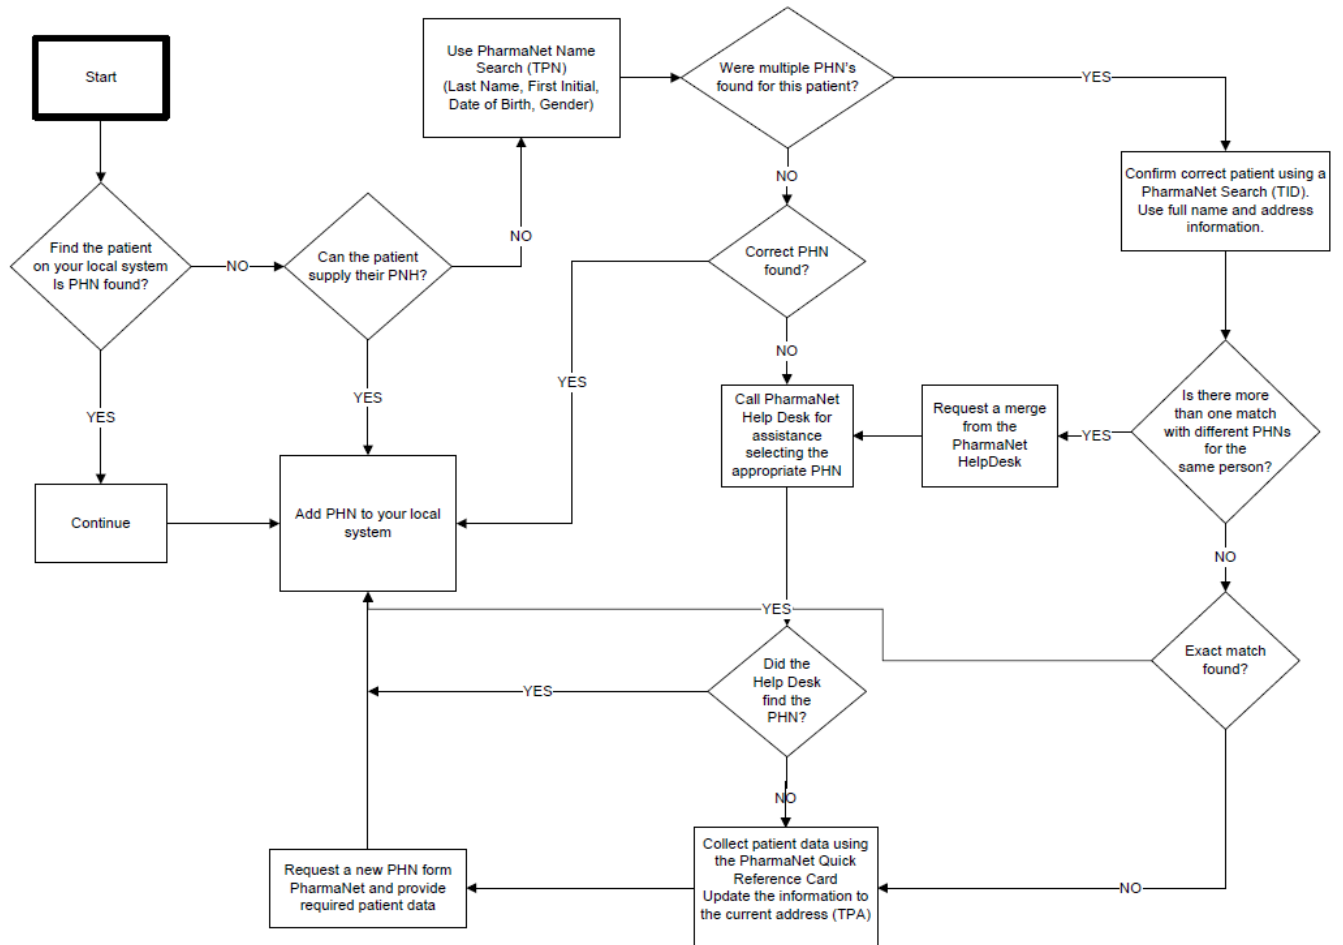 Start
Find the patient
on your local system
Is PHN found?
NO
YES
Continue
Can the patient
supply their PNH?
NO
YES
Add PHN to your local
system
Use PharmaNet Name
Search (TPN)
(Last Name, First Initial,
Date of Birth, Gender)
Were multiple PHN's
found for this patient?
YES
NO
Correct PHN
found?
YES
NO
Confirm correct patient using a
PharmaNet Search (TID).
Use full name and address
information.
Is there more
than one match
with different PHNs
for the
same person?
YES
NO
Request a merge
from the
PharmaNet
HelpDesk
Call PharmaNet
Help Desk for
assistance
selecting the
appropriate PHN
Exact match
found?
YES
NO
Did the
Help Desk
find the
PHN?
YES
NO
Collect patient data using
the PharmaNet Quick
Reference Card
Update the information to
the current address (TPA)
Request a new PHN form
PharmaNet and provide
required patient data